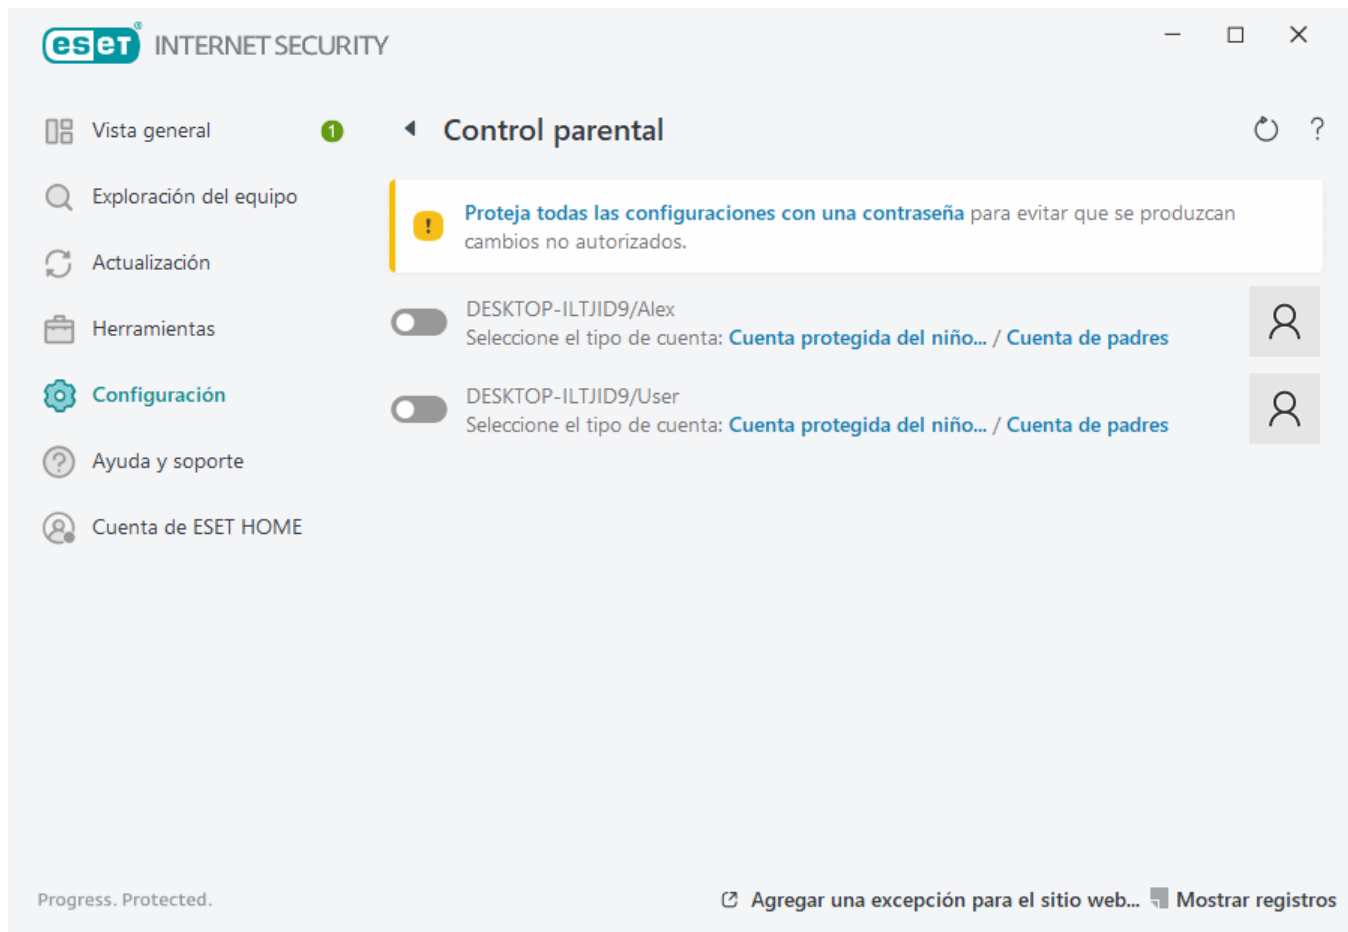 eset® INTERNET SECURITY
Vista general 1
Exploración del equipo
Actualización
Herramientas
Configuración
Ayuda y soporte
Cuenta de ESET HOME
Control parental
?
!
Proteja todas las configuraciones con una contraseña para evitar que se produzcan
cambios no autorizados.
DESKTOP-ILTJID9/Alex
Seleccione el tipo de cuenta: Cuenta protegida del niño... / Cuenta de padres
DESKTOP-ILTJID9/User
Seleccione el tipo de cuenta: Cuenta protegida del niño... / Cuenta de padres
Progress. Protected.
Agregar una excepción para el sitio web... Mostrar registros